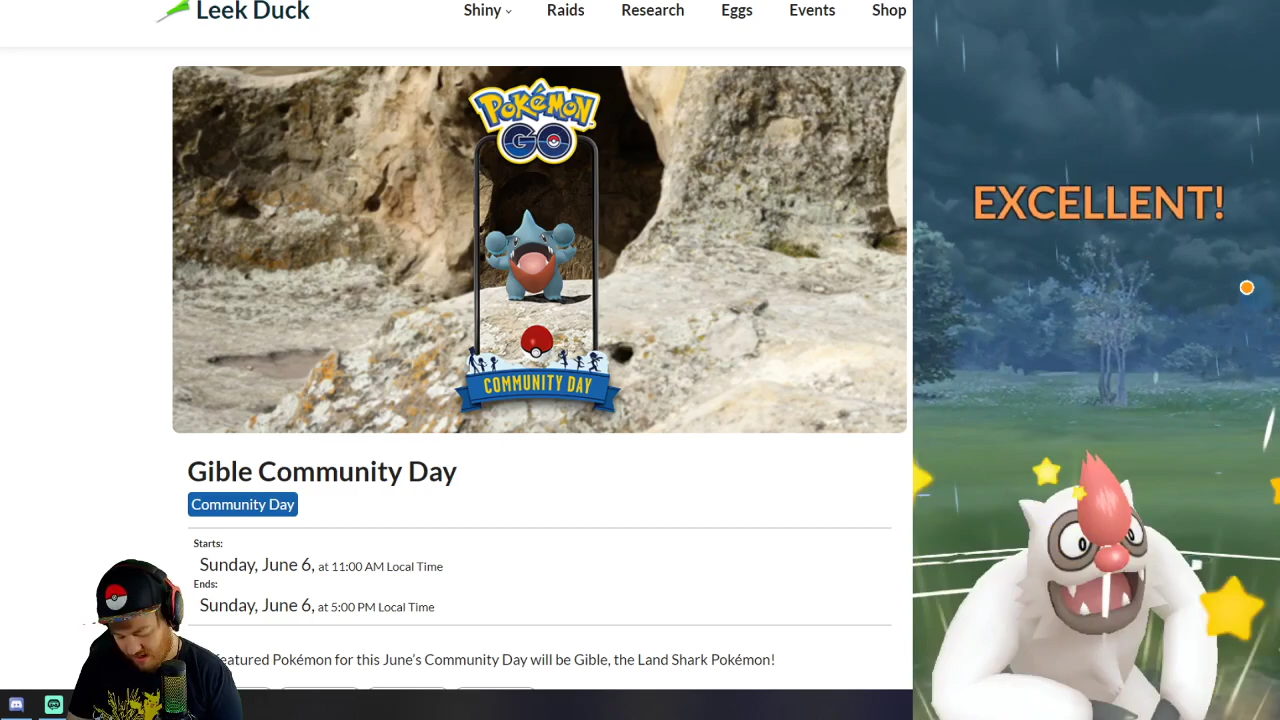 Leek Duck
Shiny Raids Research Eggs Events Shop
POKÉMON
GO
COMMUNITY DAY
EXCELLENT!
Gible Community Day
Community Day
Starts:
Sunday, June 6, at 11:00 AM Local Time
Ends:
Sunday, June 6, at 5:00 PM Local Time
eatured Pokémon for this June's Community Day will be Gible, the Land Shark Pokémon!